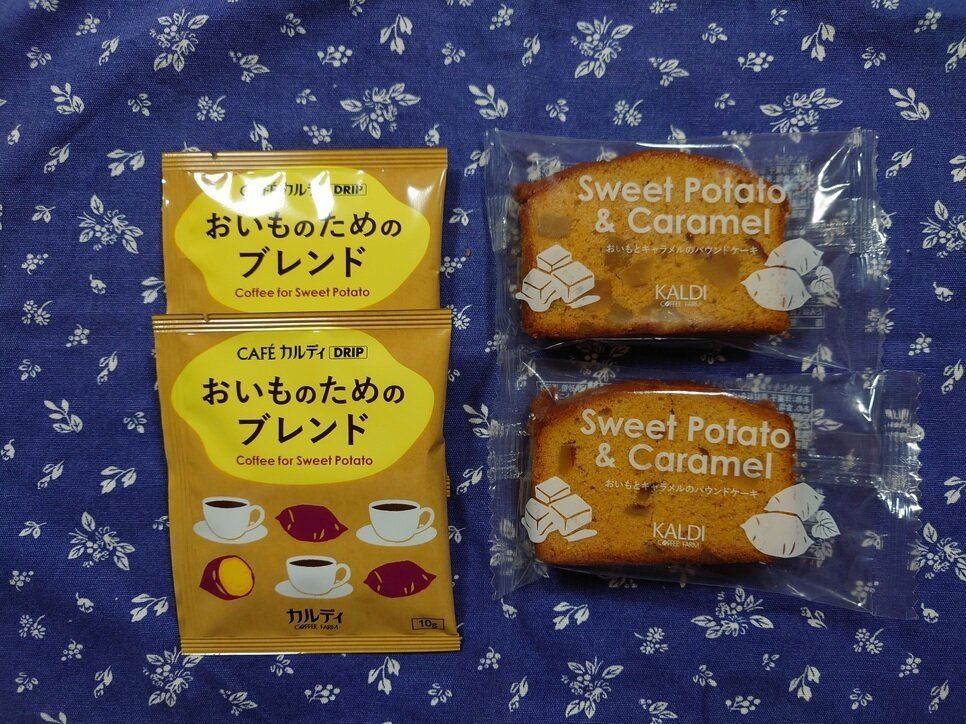 CAFÉ カルディ DRIP
おいものための
ブレンド
Coffee for Sweet Potato
CAFÉ カルディ DRIP
おいものための
ブレンド
Coffee for Sweet Potato
カルディ
COFFEE FARM
10g
Sweet Potato
& Caramel
おいもとキャラメルのパウンドケーキ
KALDI
COFFEE FARM
Sweet Potato
& Caramel
おいもとキャラメルのパウンドケーキ
KALDI
COFFEE FARM